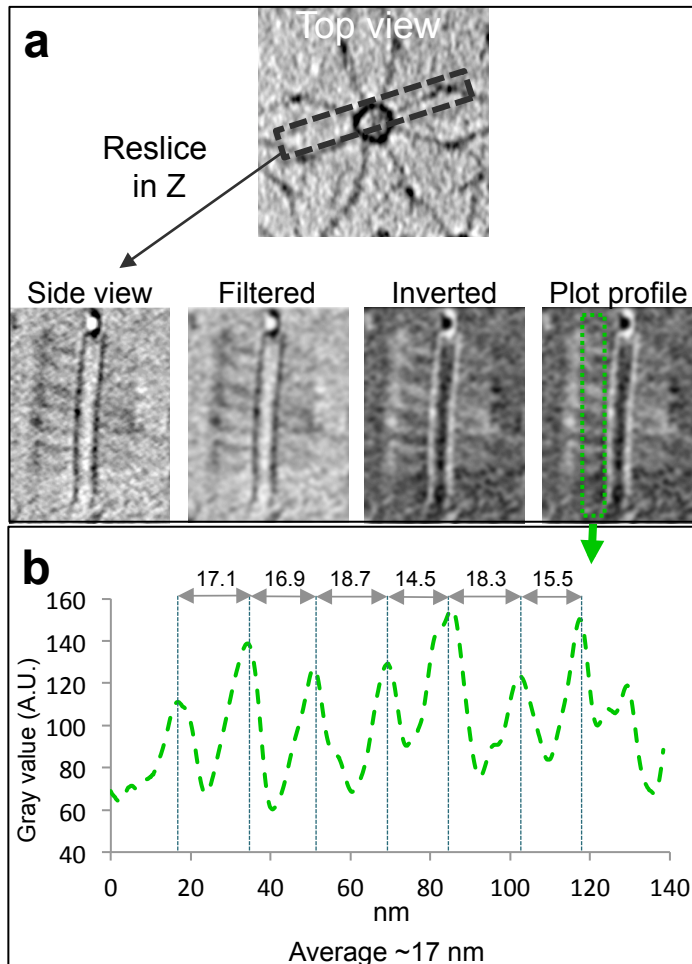 a
Top view
Reslice
in Z
Side view Filtered Inverted Plot profile
b
17.1 16.9 18.7 14.5 18.3 15.5
160
140
120
100
80
60
40
Gray value (A.U.)
0 20 40 60 80 100 120 140
nm
Average ~17 nm